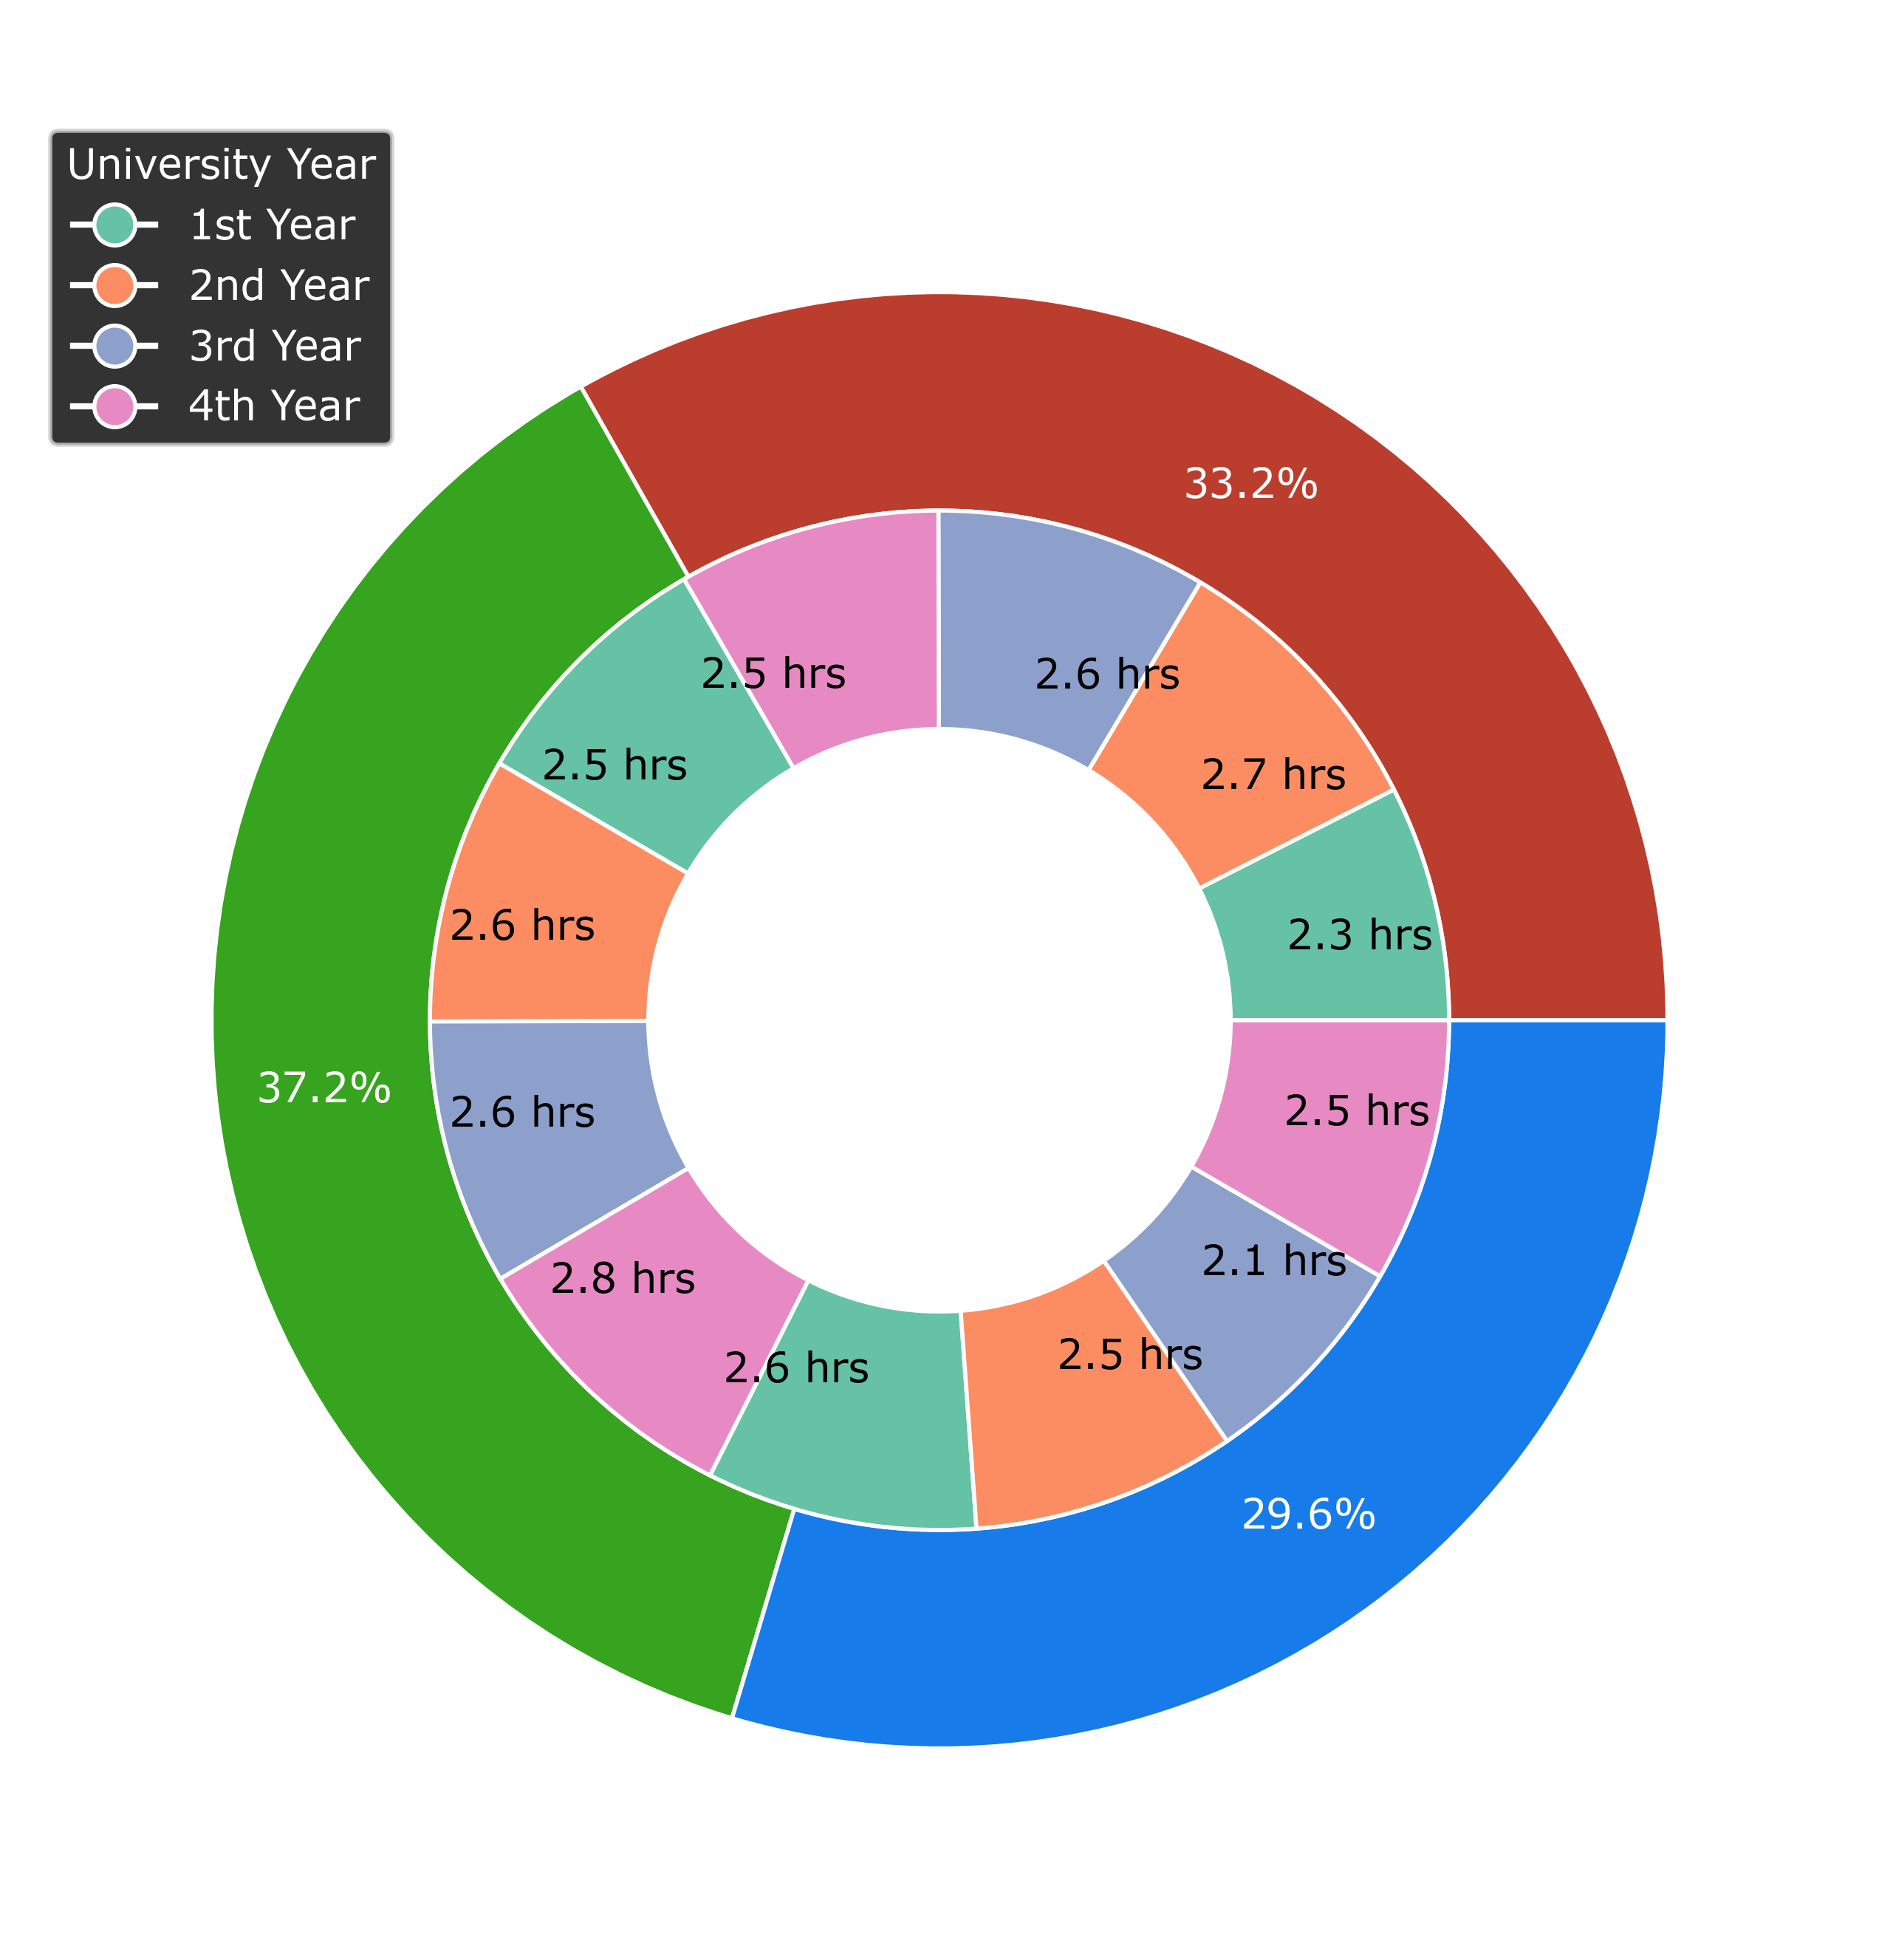 University Year
1st Year
2nd Year
3rd Year
4th Year
33.2%
2.5 hrs
2.6 hrs
2.5 hrs
2.7 hrs
2.6 hrs
2.3 hrs
37.2%
2.6 hrs
2.5 hrs
2.8 hrs
2.1 hrs
2.6 hrs
2.5 hrs
29.6%